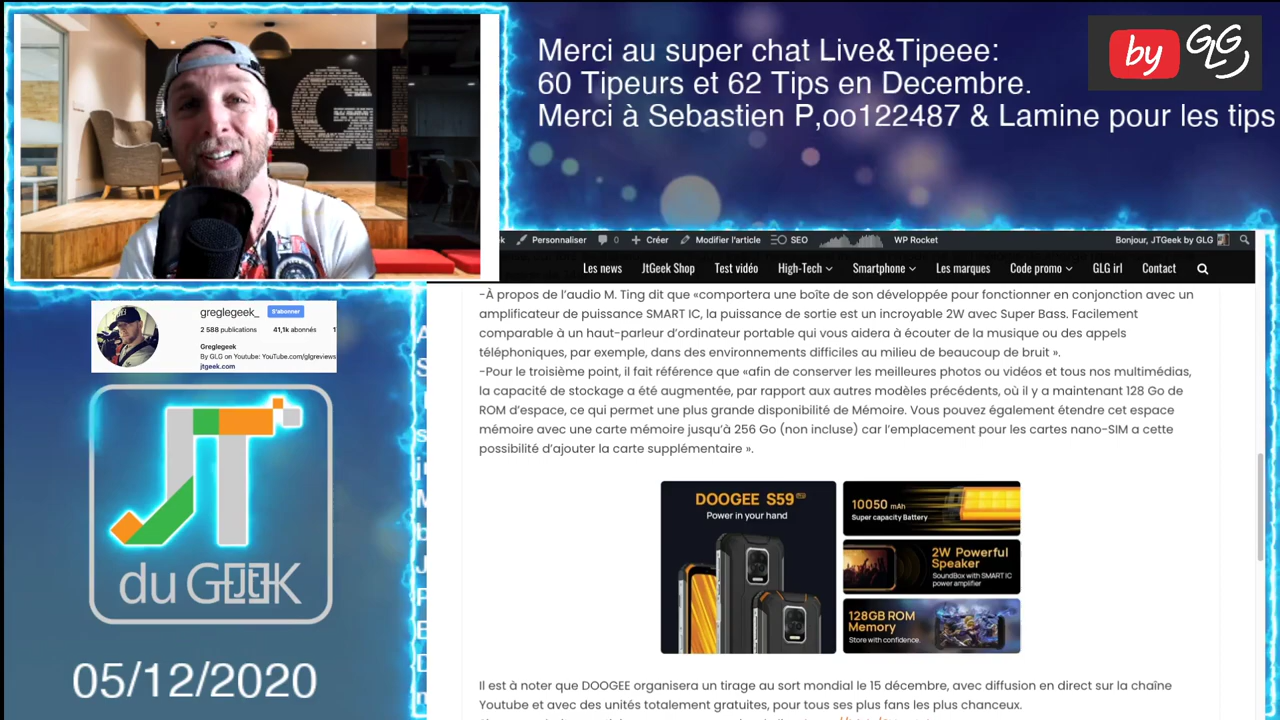 Merci au super chat Live&Tipeee:
60 Tipeurs et 62 Tips en Decembre.
Merci à Sebastien P,oo122487 & Lamine pour les tips
by GLG
Personnaliser 0 Créer Modifier l'article SEO WP Rocket Bonjour, JTGeek by GLG
Les news JtGeek Shop Test vidéo High-Tech Smartphone Les marques Code promo GLG irl Contact
-À propos de l'audio M. Ting dit que «comportera une boîte de son développée pour fonctionner en conjonction avec un
amplificateur de puissance SMART IC, la puissance de sortie est un incroyable 2W avec Super Bass. Facilement
comparable à un haut-parleur d'ordinateur portable qui vous aidera à écouter de la musique ou des appels
téléphoniques, par exemple, dans des environnements difficiles au milieu de beaucoup de bruit ».
-Pour le troisième point, il fait référence que «afin de conserver les meilleures photos ou vidéos et tous nos multimédias,
la capacité de stockage a été augmentée, par rapport aux autres modèles précédents, où il y a maintenant 128 Go de
ROM d'espace, ce qui permet une plus grande disponibilité de Mémoire. Vous pouvez également étendre cet espace
mémoire avec une carte mémoire jusqu'à 256 Go (non incluse) car l'emplacement pour les cartes nano-SIM a cette
possibilité d'ajouter la carte supplémentaire ».
DOOGEE S59
Power in your hand
10050 mAh
Super capacity Battery
2W Powerful
Speaker
SoundBox with SMART IC
power amplifier
128GB ROM
Memory
Store with confidence.
Il est à noter que DOOGEE organisera un tirage au sort mondial le 15 décembre, avec diffusion en direct sur la chaîne
Youtube et avec des unités totalement gratuites, pour tous ses plus fans fans les plus chanceux.
greglegeek_ S'abonner
2 588 publications 41,1k abonnés
Greglegeek
By GLG on Youtube: YouTube.com/glgreviews
jtgeek.com
JT
du GEEK
05/12/2020